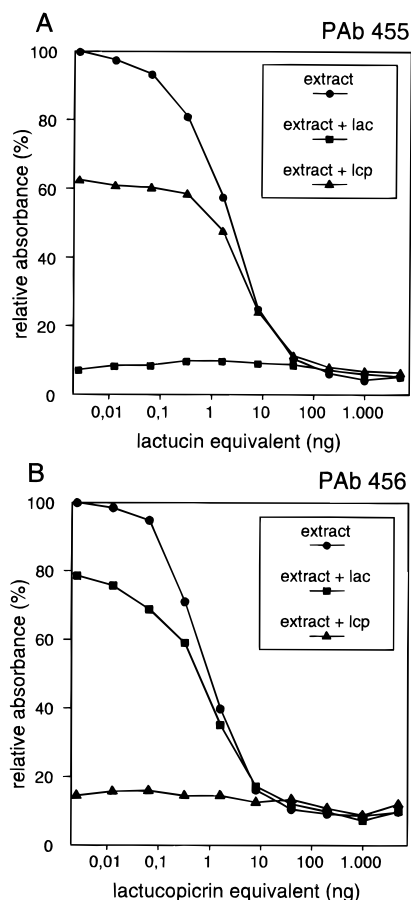 A
PAb 455
extract
extract + lac
extract + lcp
relative absorbance (%)
100
80
60
40
20
0
0,01 0,1 1 10 100 1.000
lactucin equivalent (ng)
B
PAb 456
extract
extract + lac
extract + lcp
relative absorbance (%)
100
80
60
40
20
0
0,01 0,1 1 10 100 1.000
lactucopicrin equivalent (ng)